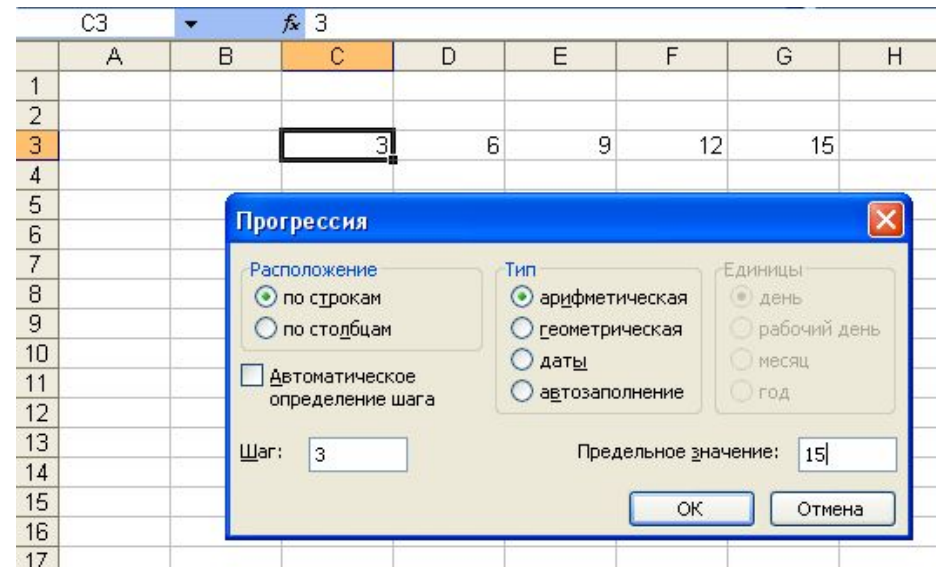 C3 fx 3
A B C D E F G H
1
2
3 3 6 9 12 15
4
5
6
7
8
9
10
11
12
13
14
15
16
17
Прогрессия
Расположение
по строкам
по столбцам
Автоматическое
определение шага
Тип
арифметическая
геометрическая
даты
автозаполнение
Единицы
день
рабочий день
месяц
год
Шаг: 3
Предельное значение: 15
ОК Отмена